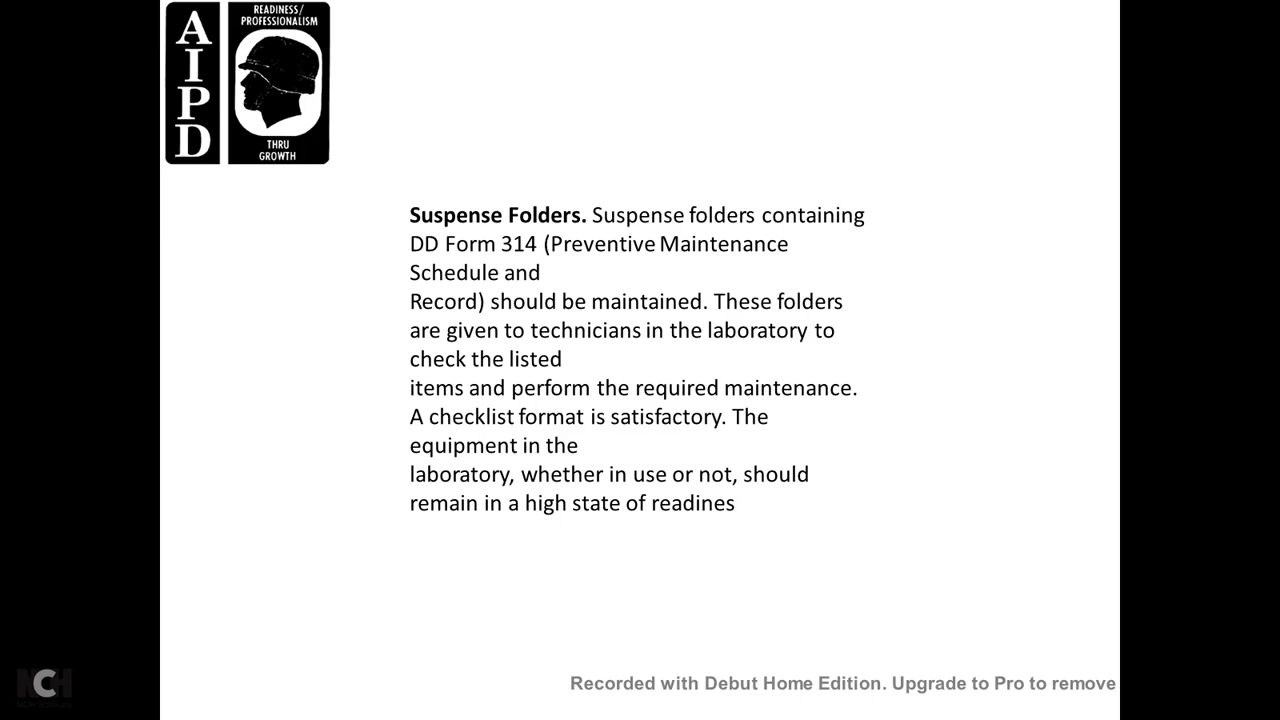 AIPD
READINESS/
PROFESSIONALISM
THRU
GROWTH
Suspense Folders. Suspense folders containing
DD Form 314 (Preventive Maintenance
Schedule and
Record) should be maintained. These folders
are given to technicians in the laboratory to
check the listed
items and perform the required maintenance.
A checklist format is satisfactory. The
equipment in the
laboratory, whether in use or not, should
remain in a high state of readines
NCH
Recorded with Debut Home Edition. Upgrade to Pro to remove